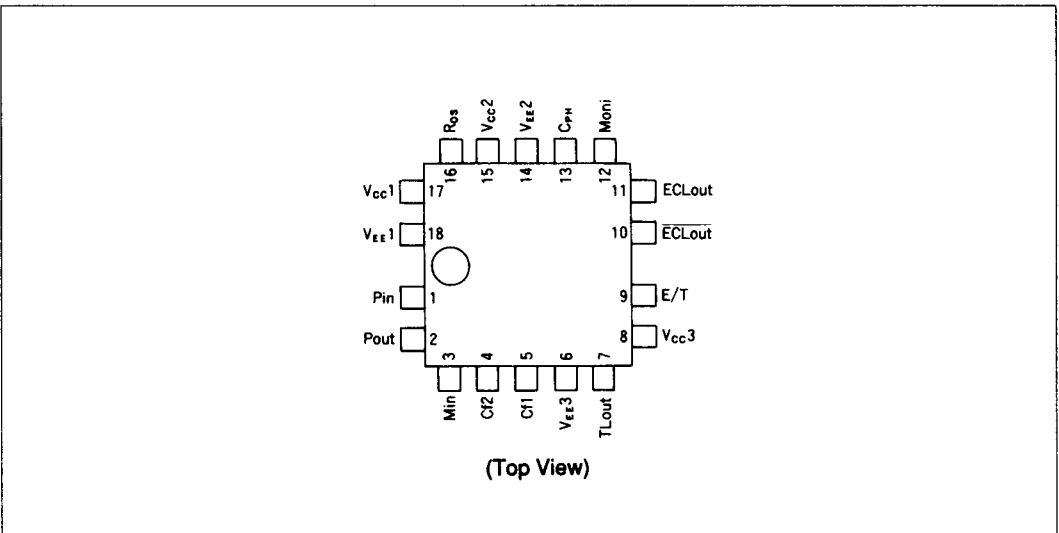 Ros Vcc2 VEE2 CPH Moni
16 15 14 13 12
Vcc1 17 11 ECLout
VEE1 18 10 ECLout
Pin 1 9 E/T
Pout 2 8 Vcc3
3 4 5 6 7
Min Cf2 Cf1 VEE3 TLout
(Top View)